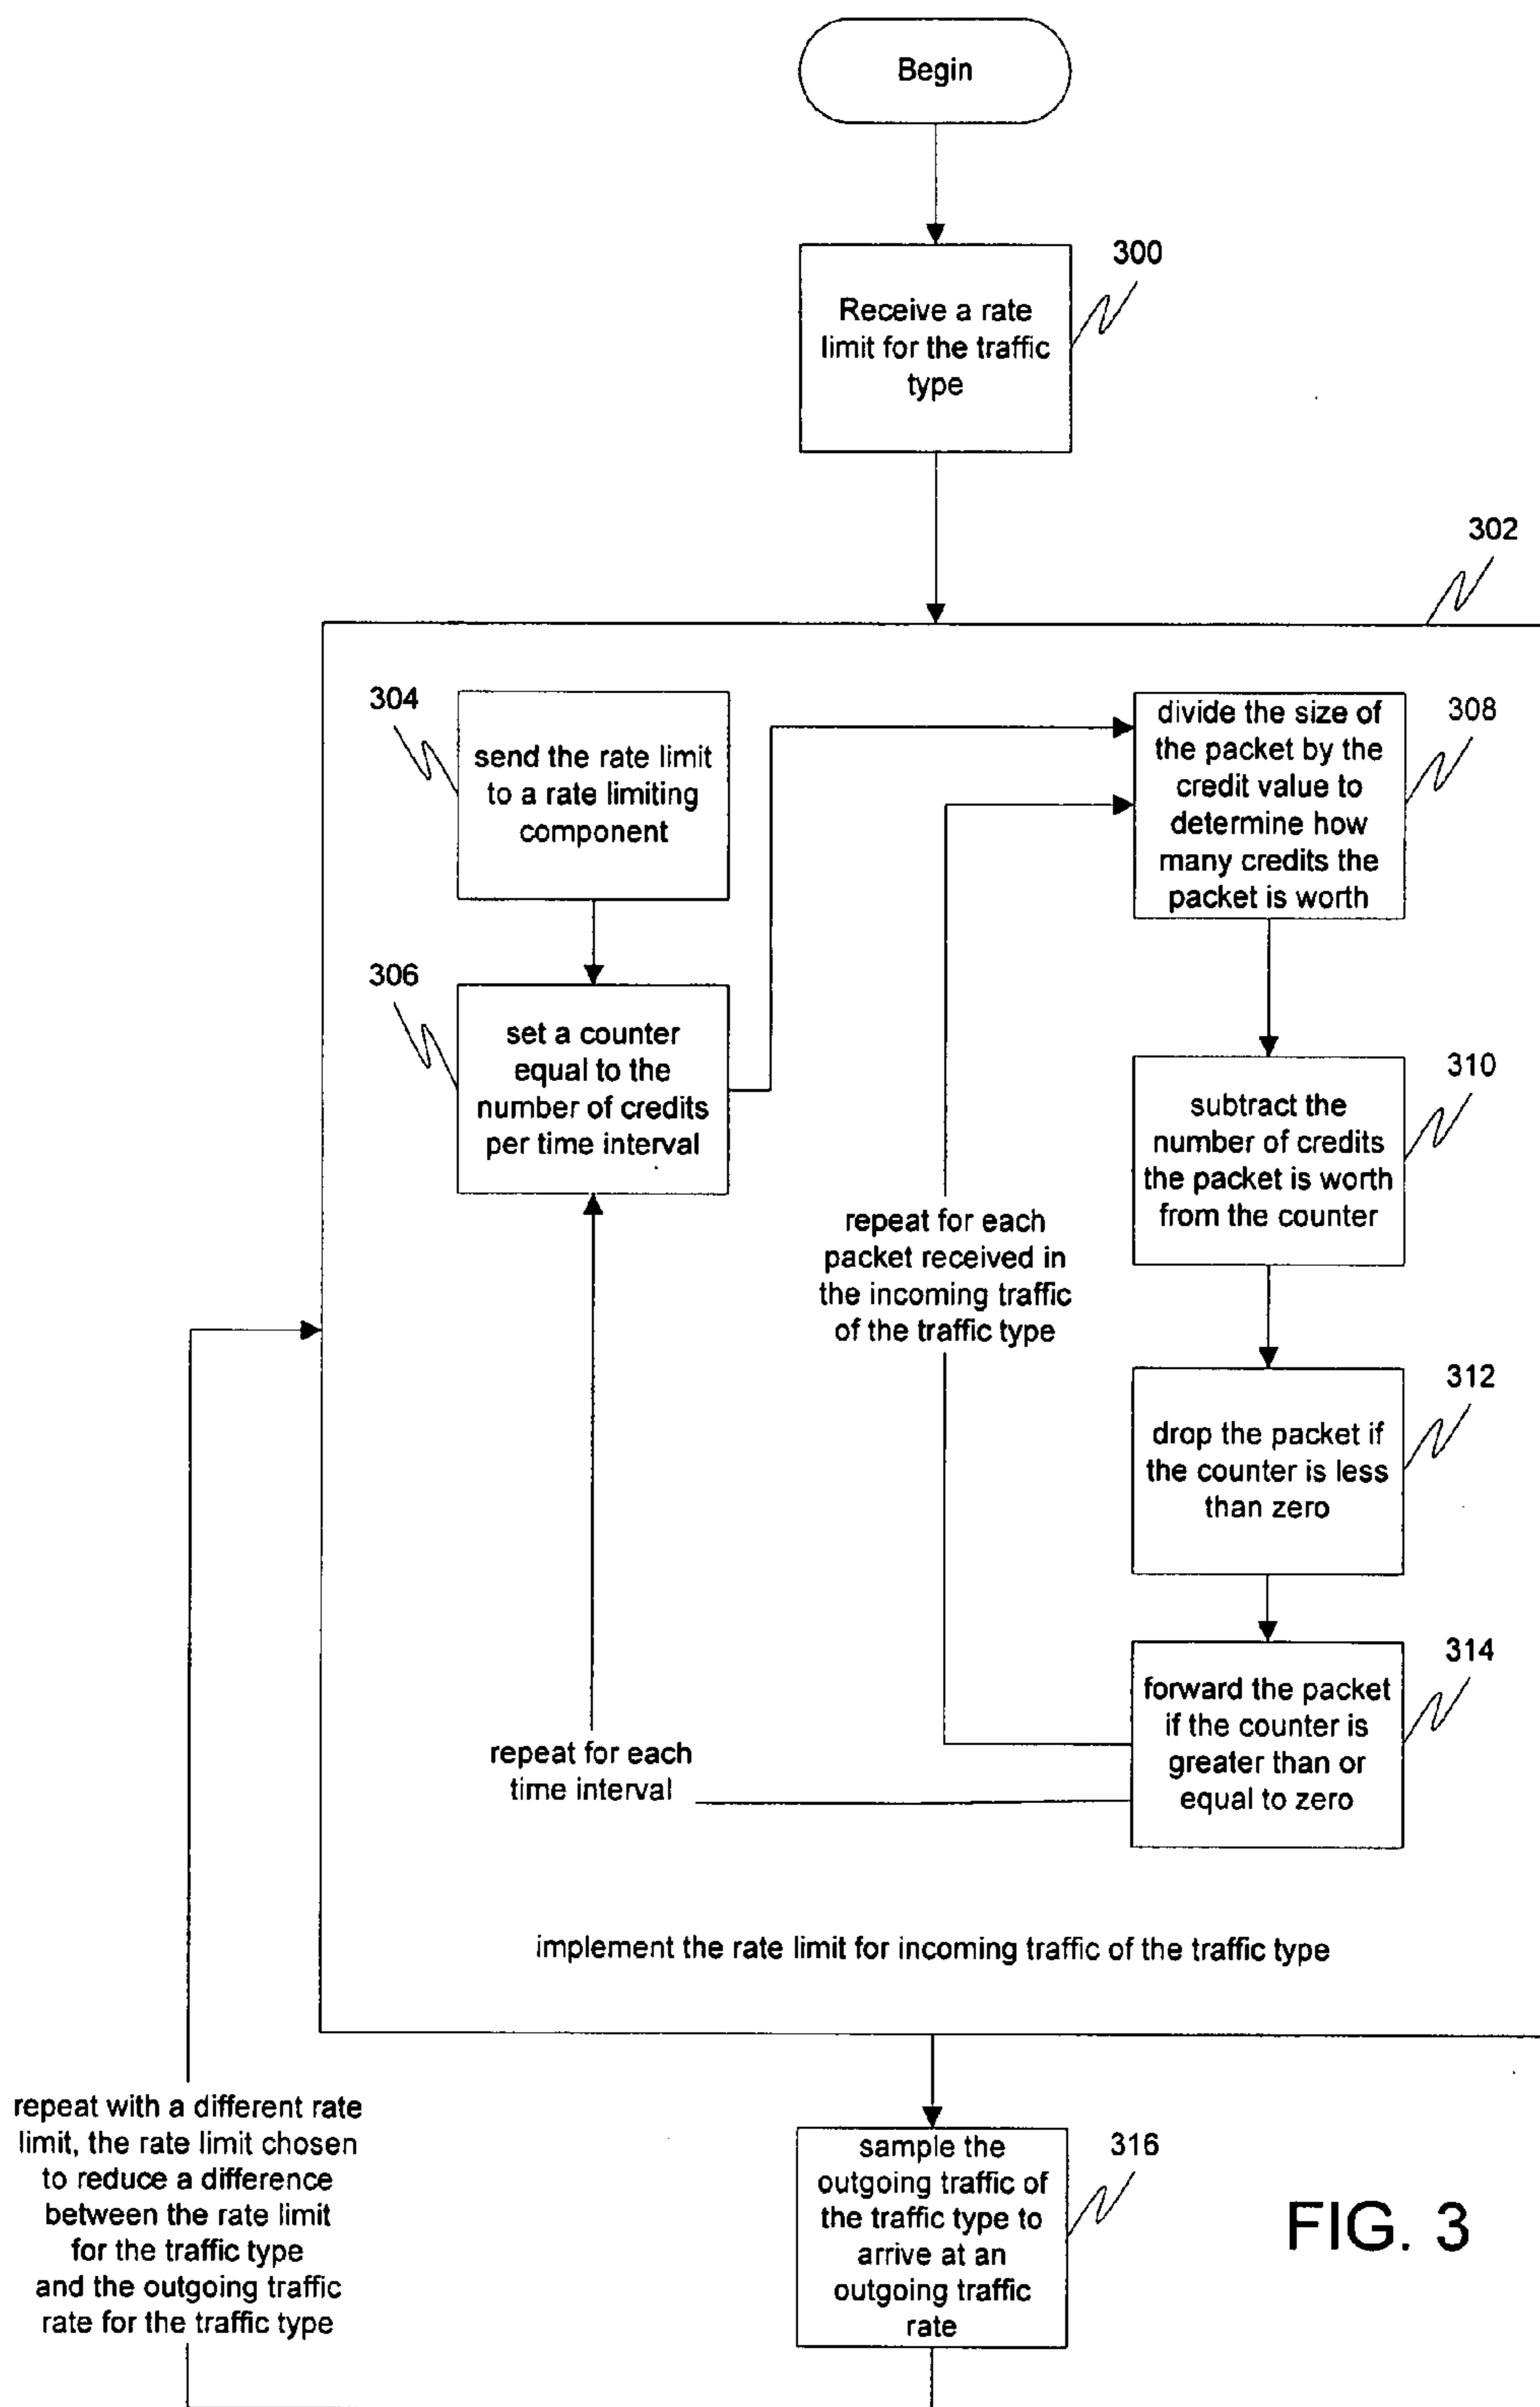 Begin
300
Receive a rate
limit for the traffic
type
302
304
send the rate limit
to a rate limiting
component
306
set a counter
equal to the
number of credits
per time interval
308
divide the size of
the packet by the
credit value to
determine how
many credits the
packet is worth
310
subtract the
number of credits
the packet is worth
from the counter
repeat for each
packet received in
the incoming traffic
of the traffic type
312
drop the packet if
the counter is less
than zero
314
forward the packet
if the counter is
greater than or
equal to zero
repeat for each
time interval
implement the rate limit for incoming traffic of the traffic type
repeat with a different rate
limit, the rate limit chosen
to reduce a difference
between the rate limit
for the traffic type
and the outgoing traffic
rate for the traffic type
316
sample the
outgoing traffic of
the traffic type to
arrive at an
outgoing traffic
rate
FIG. 3